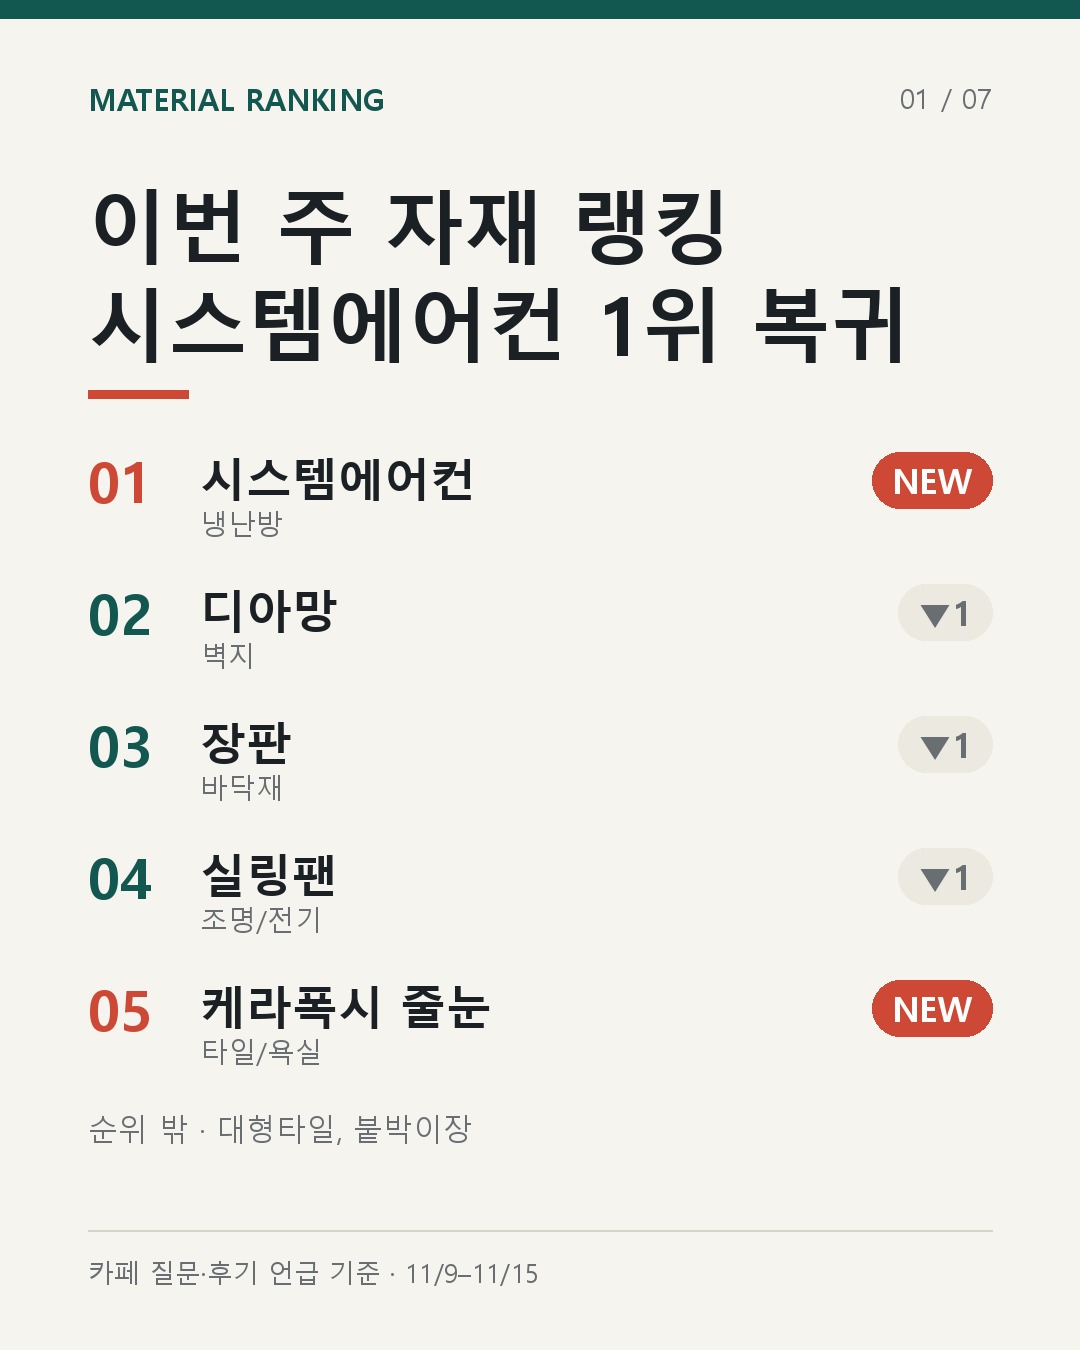 MATERIAL RANKING
01 / 07
이번 주 자재 랭킹
시스템에어컨 1위 복귀
01 시스템에어컨 NEW
냉난방
02 디아망 ▼1
벽지
03 장판 ▼1
바닥재
04 실링팬 ▼1
조명/전기
05 케라폭시 줄눈 NEW
타일/욕실
순위 밖 · 대형타일, 붙박이장
카페 질문·후기 언급 기준 · 11/9–11/15